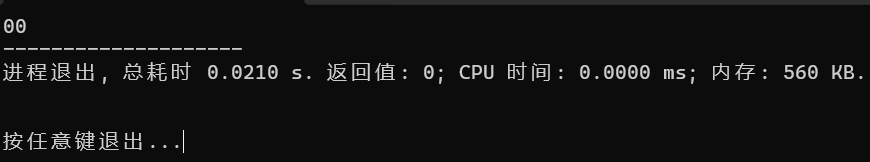 00
--------------------
进程退出, 总耗时 0.0210 s. 返回值: 0; CPU 时间: 0.0000 ms; 内存: 560 KB.
按任意键退出...